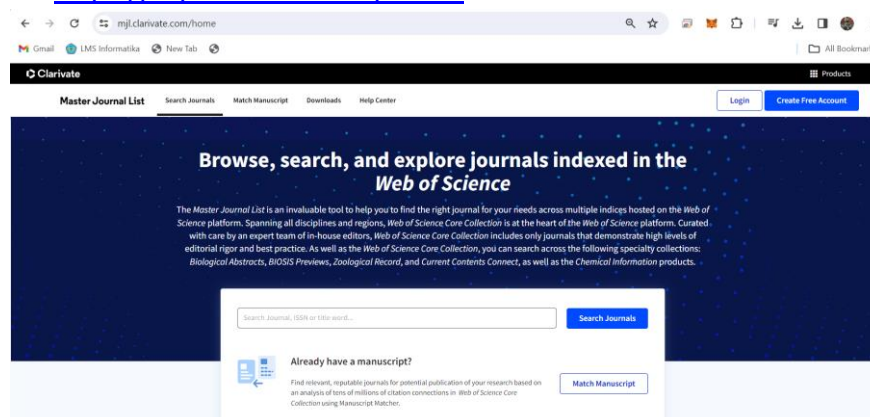 mjl.clarivate.com/home
Gmail LMS Informatika New Tab All Bookmar
Clarivate Products
Master Journal List Search Journals Match Manuscript Downloads Help Center Login Create Free Account
Browse, search, and explore journals indexed in the
Web of Science
The Master Journal List is an invaluable tool to help you to find the right journal for your needs across multiple indices hosted on the Web of
Science platform. Spanning all disciplines and regions, Web of Science Core Collection is at the heart of the Web of Science platform. Curated
with care by an expert team of in-house editors, Web of Science Core Collection includes only journals that demonstrate high levels of
editorial rigor and best practice. As well as the Web of Science Core Collection, you can search across the following specialty collections:
Biological Abstracts, BIOSIS Previews, Zoological Record, and Current Contents Connect, as well as the Chemical Information products.
Search Journal, ISSN or title word... Search Journals
Already have a manuscript?
Find relevant, reputable journals for potential publication of your research based on
an analysis of tens of millions of citation connections in Web of Science Core
Collection using Manuscript Matcher.
Match Manuscript